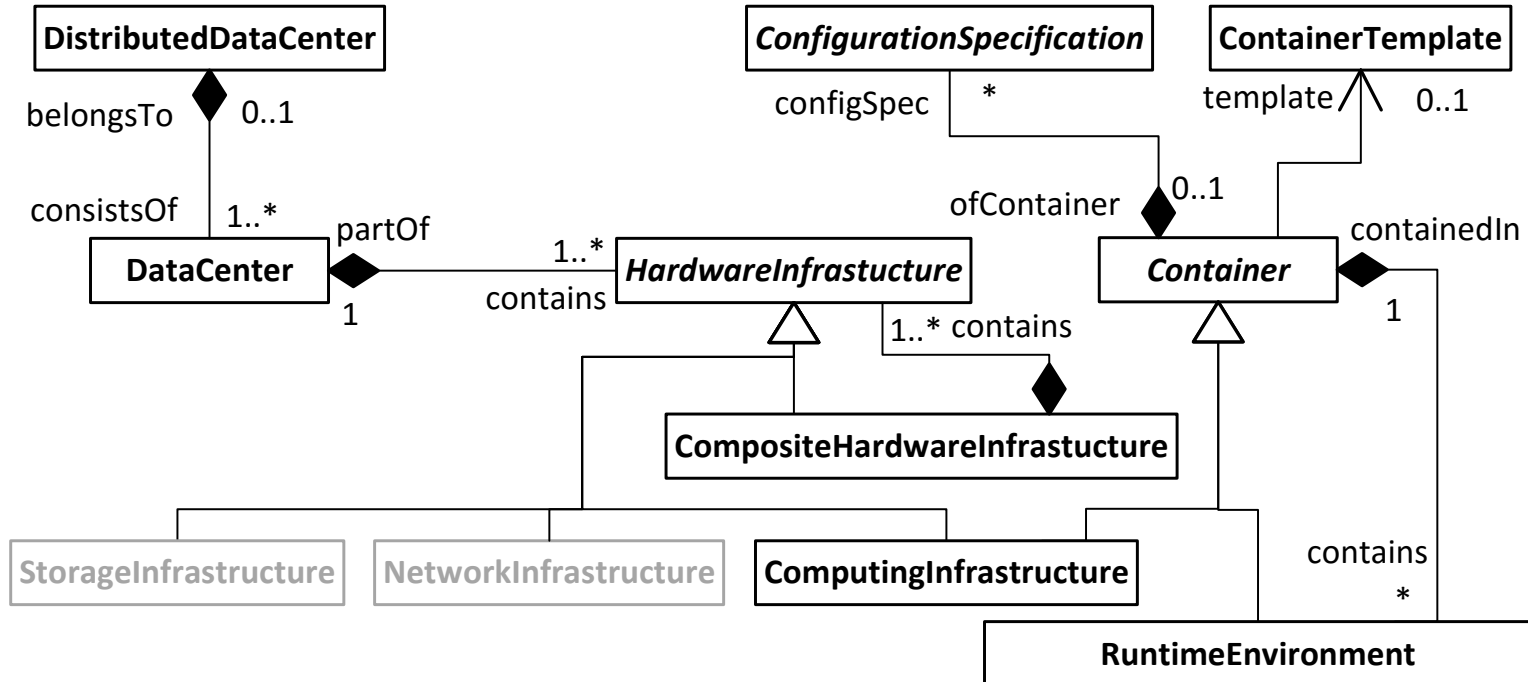 DistributedDataCenter
ConfigurationSpecification
ContainerTemplate
belongsTo
0..1
configSpec
*
template
0..1
consistsOf
1..*
partOf
ofContainer
0..1
containedIn
DataCenter
1..*
HardwareInfrastucture
Container
1
contains
1..*
contains
1
CompositeHardwareInfrastucture
StorageInfrastructure
NetworkInfrastructure
ComputingInfrastructure
contains
*
RuntimeEnvironment